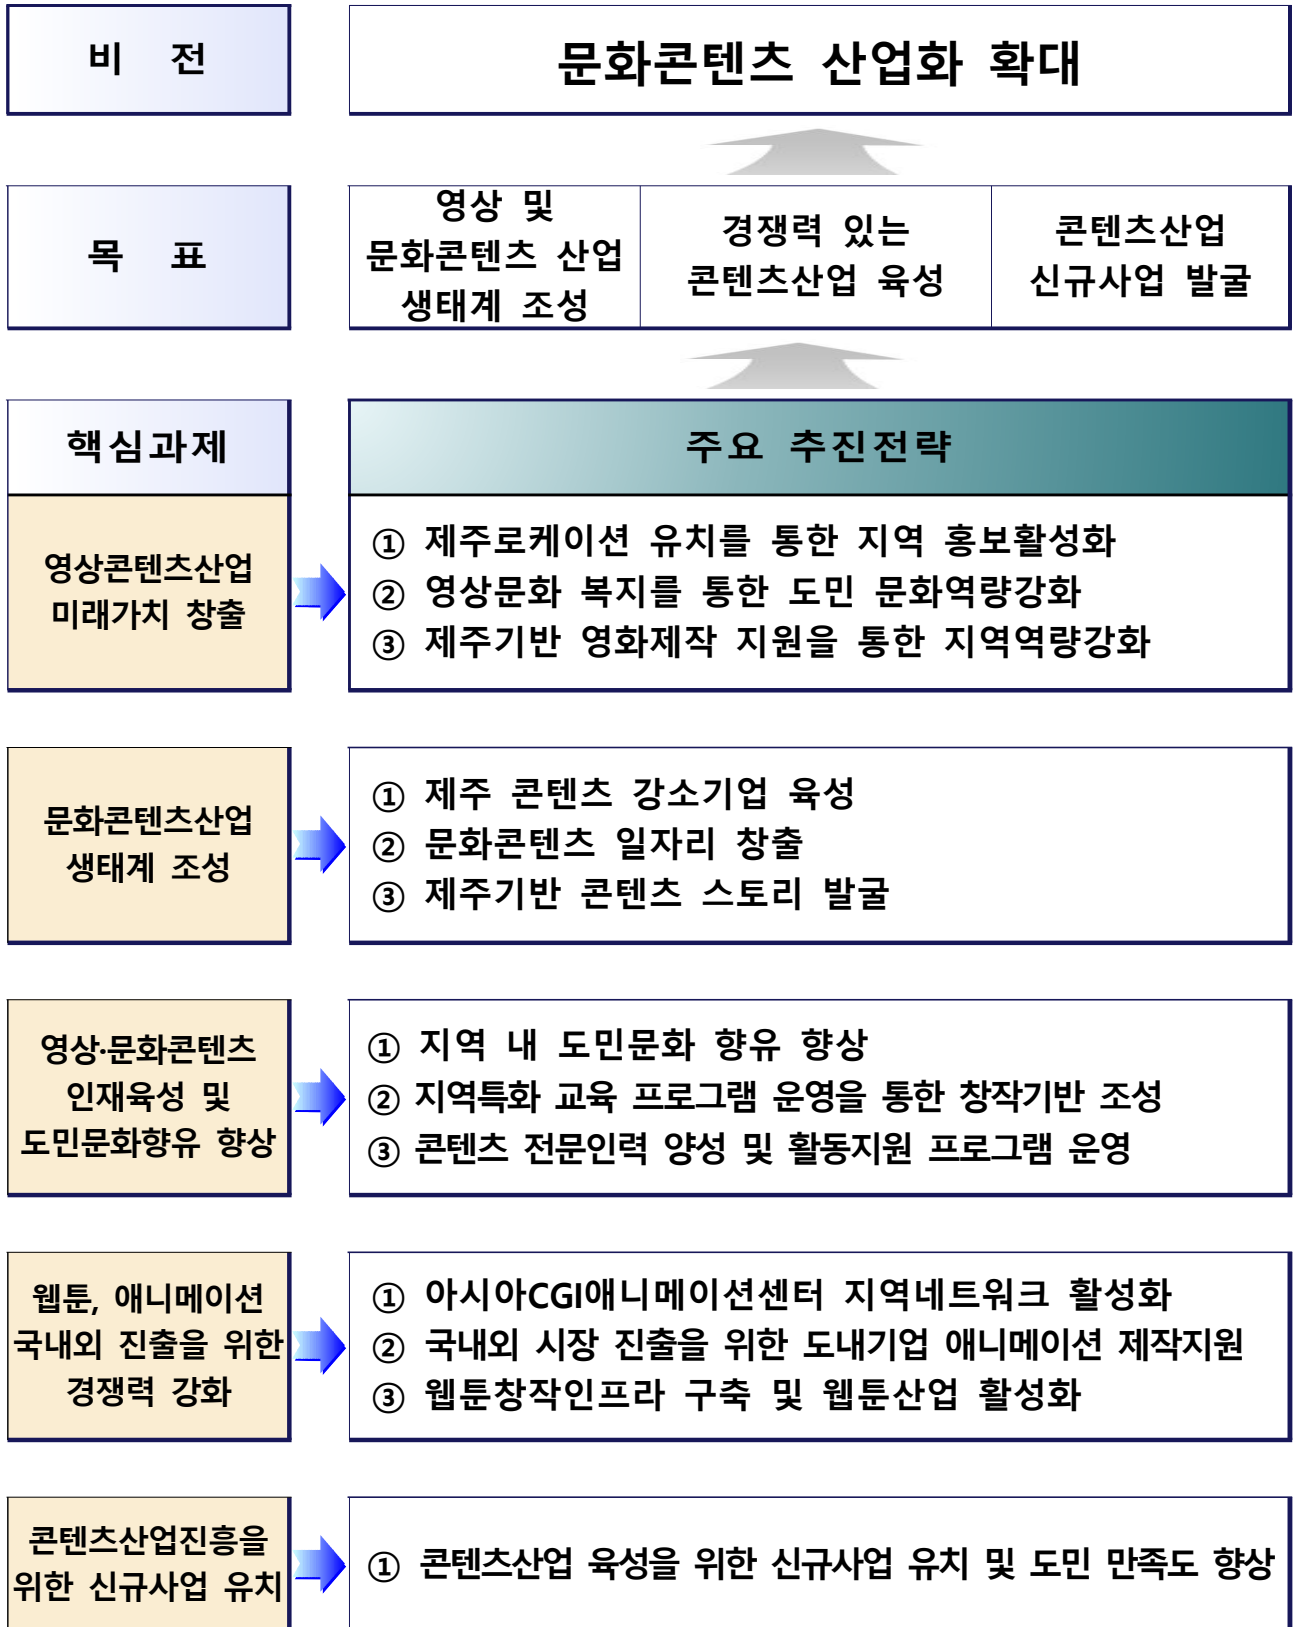 비 전
문화콘텐츠 산업화 확대
목 표
영상 및
문화콘텐츠 산업
생태계 조성
경쟁력 있는
콘텐츠산업 육성
콘텐츠산업
신규사업 발굴
핵심과제
주요 추진전략
영상콘텐츠산업
미래가치 창출
① 제주로케이션 유치를 통한 지역 홍보활성화
② 영상문화 복지를 통한 도민 문화역량강화
③ 제주기반 영화제작 지원을 통한 지역역량강화
문화콘텐츠산업
생태계 조성
① 제주 콘텐츠 강소기업 육성
② 문화콘텐츠 일자리 창출
③ 제주기반 콘텐츠 스토리 발굴
영상·문화콘텐츠
인재육성 및
도민문화향유 향상
① 지역 내 도민문화 향유 향상
② 지역특화 교육 프로그램 운영을 통한 창작기반 조성
③ 콘텐츠 전문인력 양성 및 활동지원 프로그램 운영
웹툰, 애니메이션
국내외 진출을 위한
경쟁력 강화
① 아시아CGI애니메이션센터 지역네트워크 활성화
② 국내외 시장 진출을 위한 도내기업 애니메이션 제작지원
③ 웹툰창작인프라 구축 및 웹툰산업 활성화
콘텐츠산업진흥을
위한 신규사업 유치
① 콘텐츠산업 육성을 위한 신규사업 유치 및 도민 만족도 향상